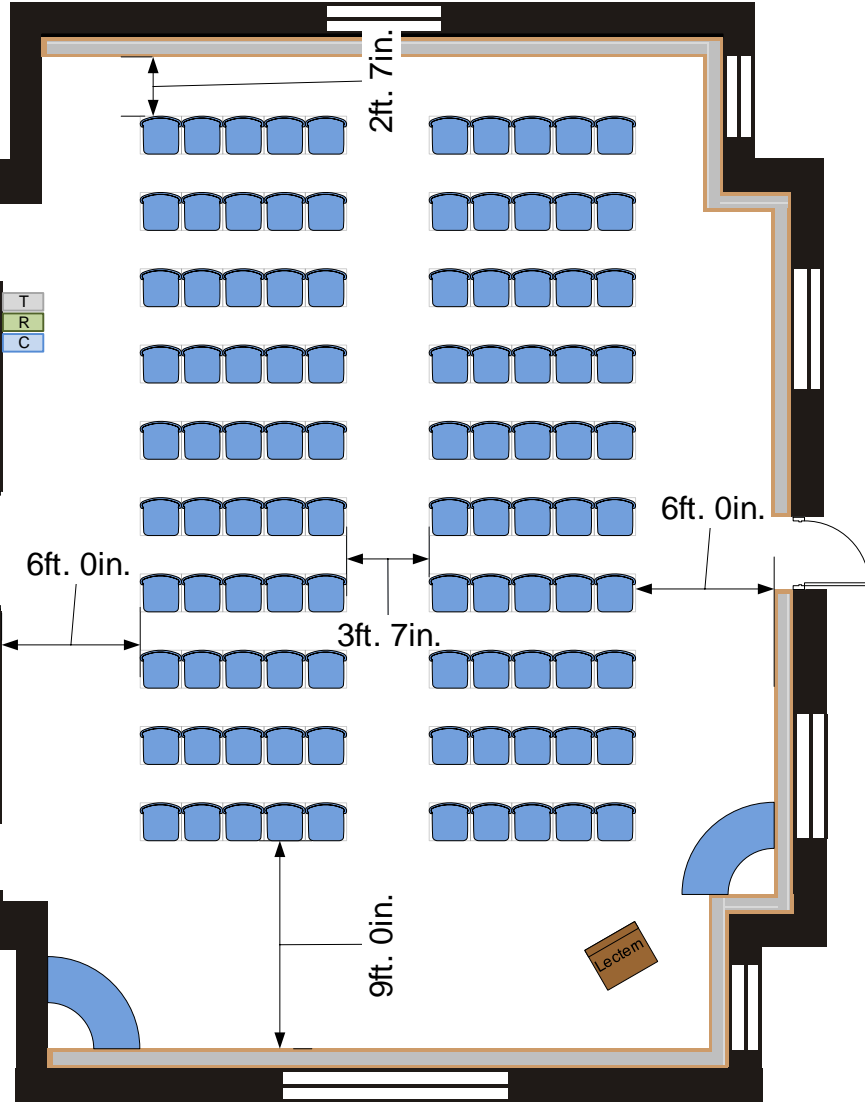 2ft. 7in.
T
R
C
6ft. 0in.
6ft. 0in.
3ft. 7in.
9ft. 0in.
Lectern